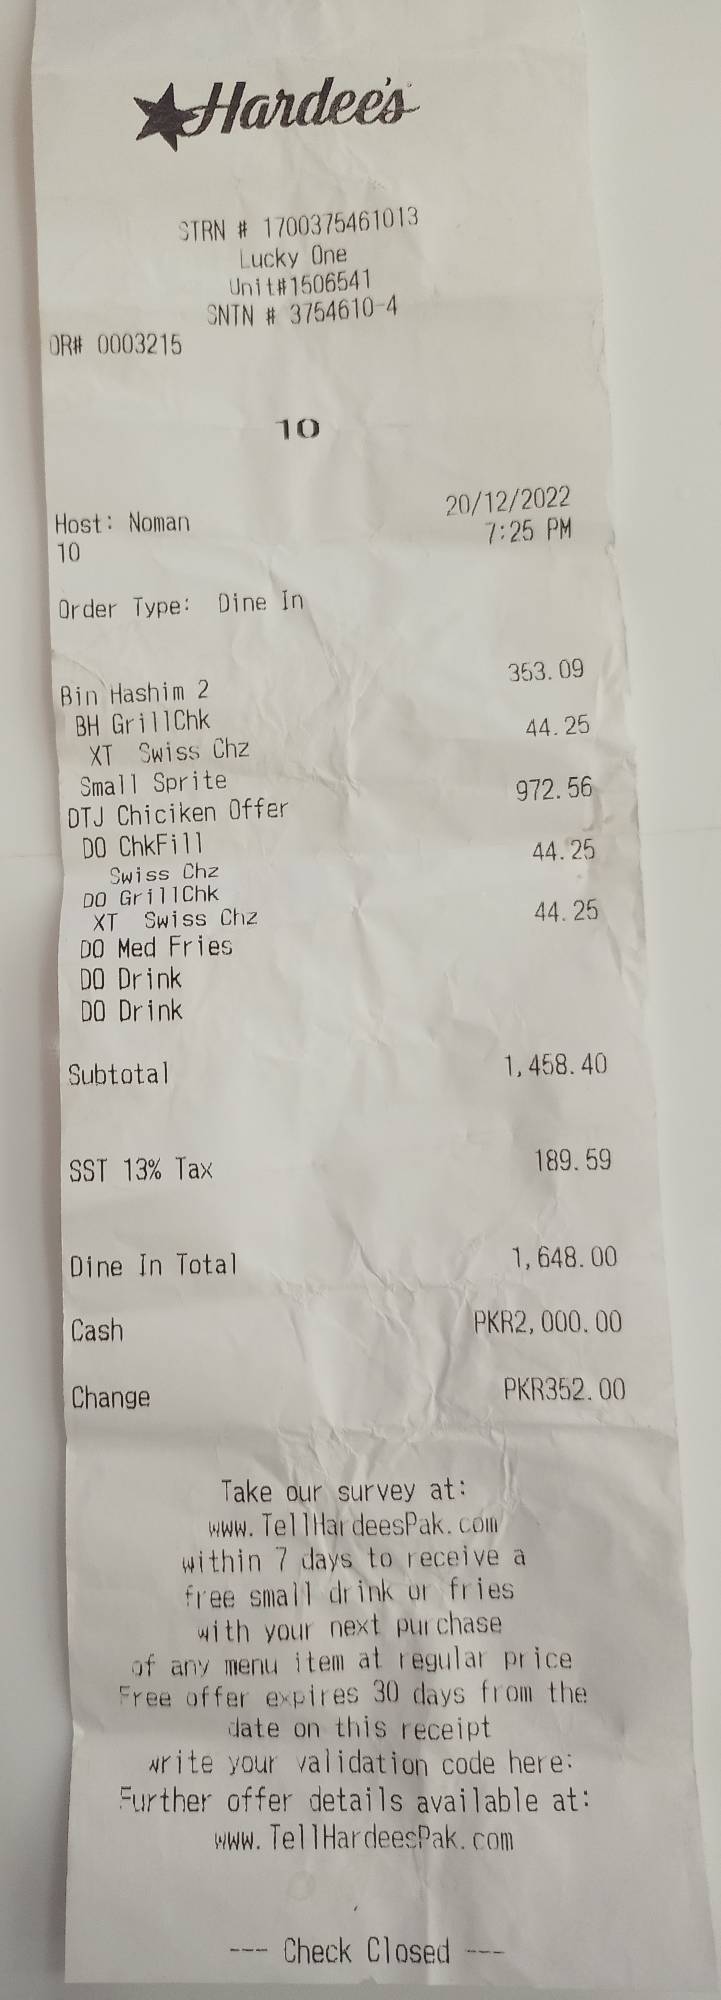 Hardee's
STRN # 1700375461013
Lucky One
Unit#1506541
SNTN # 3754610-4
OR# 0003215
10
20/12/2022
Host: Noman 7:25 PM
10
Order Type: Dine In
Bin Hashim 2 353.09
BH GrillChk
XT Swiss Chz 44.25
Small Sprite
DTJ Chiciken Offer 972.56
DO ChkFill
Swiss Chz 44.25
DO GrillChk
XT Swiss Chz 44.25
DO Med Fries
DO Drink
DO Drink
Subtotal 1,458.40
SST 13% Tax 189.59
Dine In Total 1,648.00
Cash PKR2,000.00
Change PKR352.00
Take our survey at:
www.TellHardeesPak.com
within 7 days to receive a
free small drink or fries
with your next purchase
of any menu item at regular price
Free offer expires 30 days from the
date on this receipt
write your validation code here:
Further offer details available at:
www.TellHardeesPak.com
--- Check Closed ---